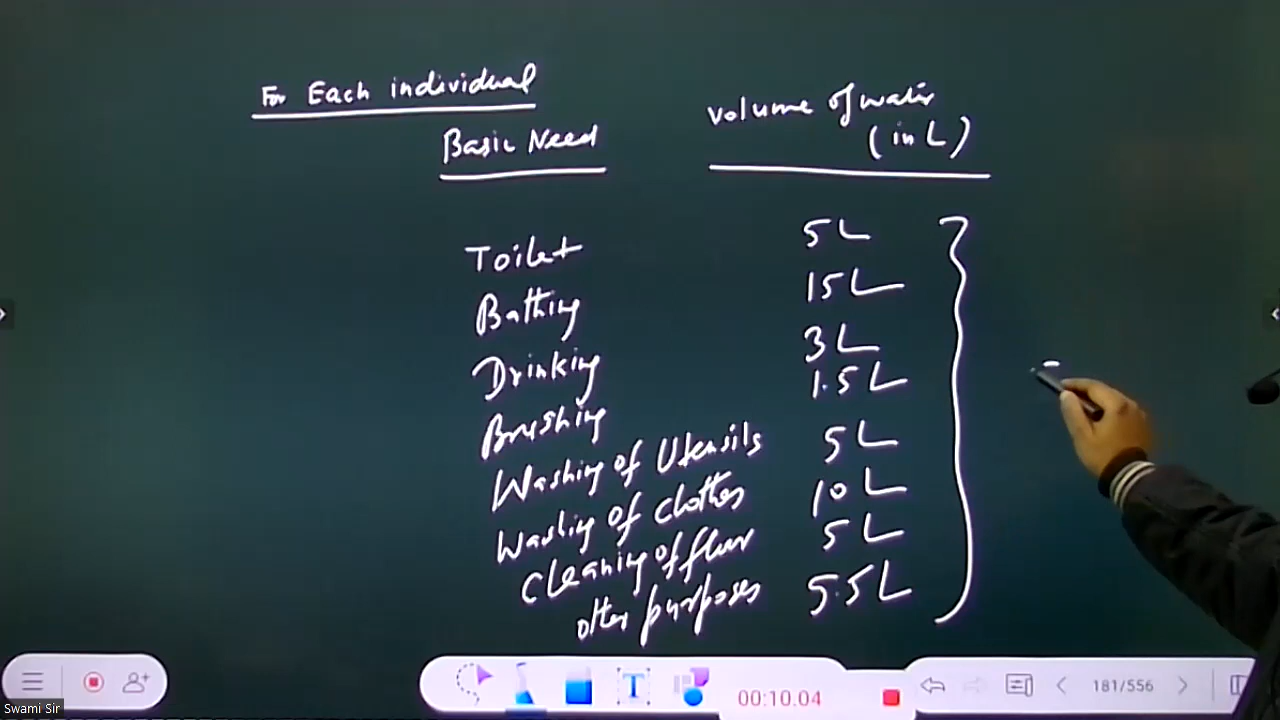 For Each individual
Basic Need
Volume of water
(in L)
Toilet 5 L
Bathing 15 L
Drinking 3 L
Brushing 1.5 L
Washing of Utensils 5 L
Washing of clothes 10 L
Cleaning of floor 5 L
other purposes 5.5 L
T
00:10.04
181/556
Swami Sir